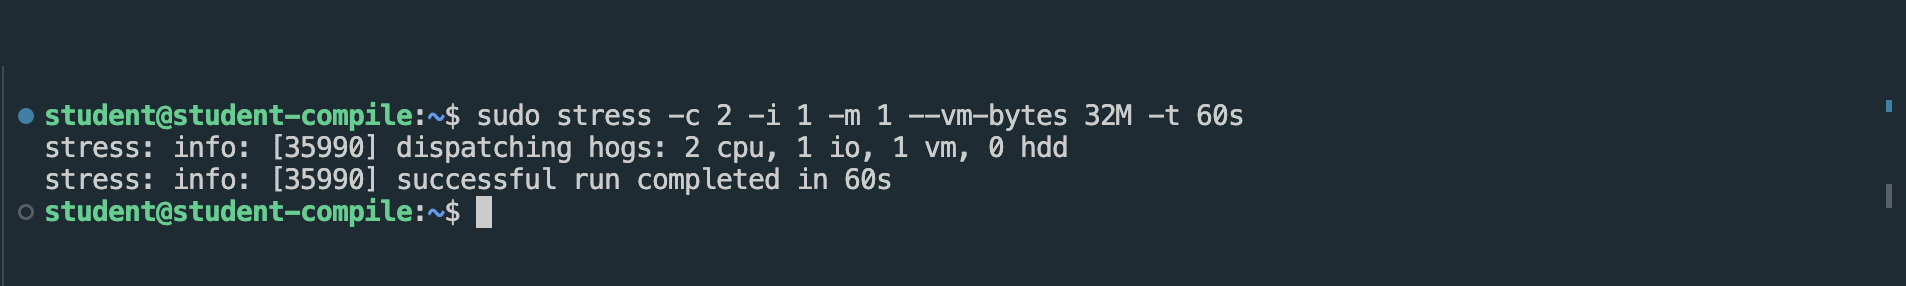 student@student-compile:~$ sudo stress -c 2 -i 1 -m 1 --vm-bytes 32M -t 60s
stress: info: [35990] dispatching hogs: 2 cpu, 1 io, 1 vm, 0 hdd
stress: info: [35990] successful run completed in 60s
student@student-compile:~$